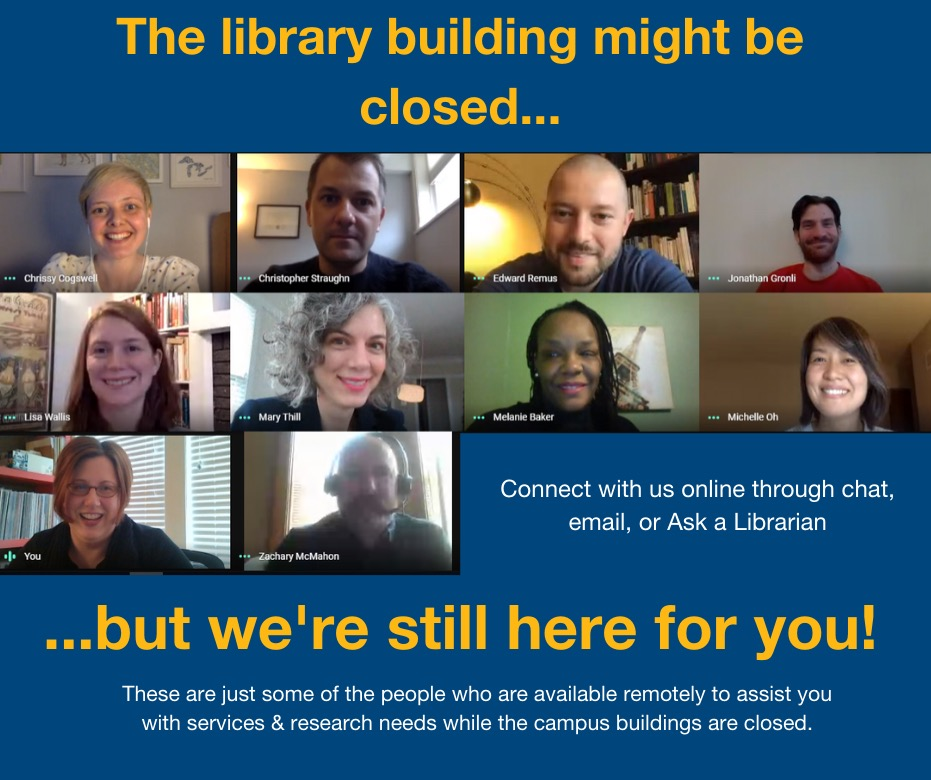 The library building might be
closed...
Chrissy Cogswell
Christopher Straughn
Edward Remus
Jonathan Gronli
Lisa Wallis
Mary Thill
Melanie Baker
Michelle Oh
You
Zachary McMahon
Connect with us online through chat,
email, or Ask a Librarian
...but we're still here for you!
These are just some of the people who are available remotely to assist you
with services & research needs while the campus buildings are closed.